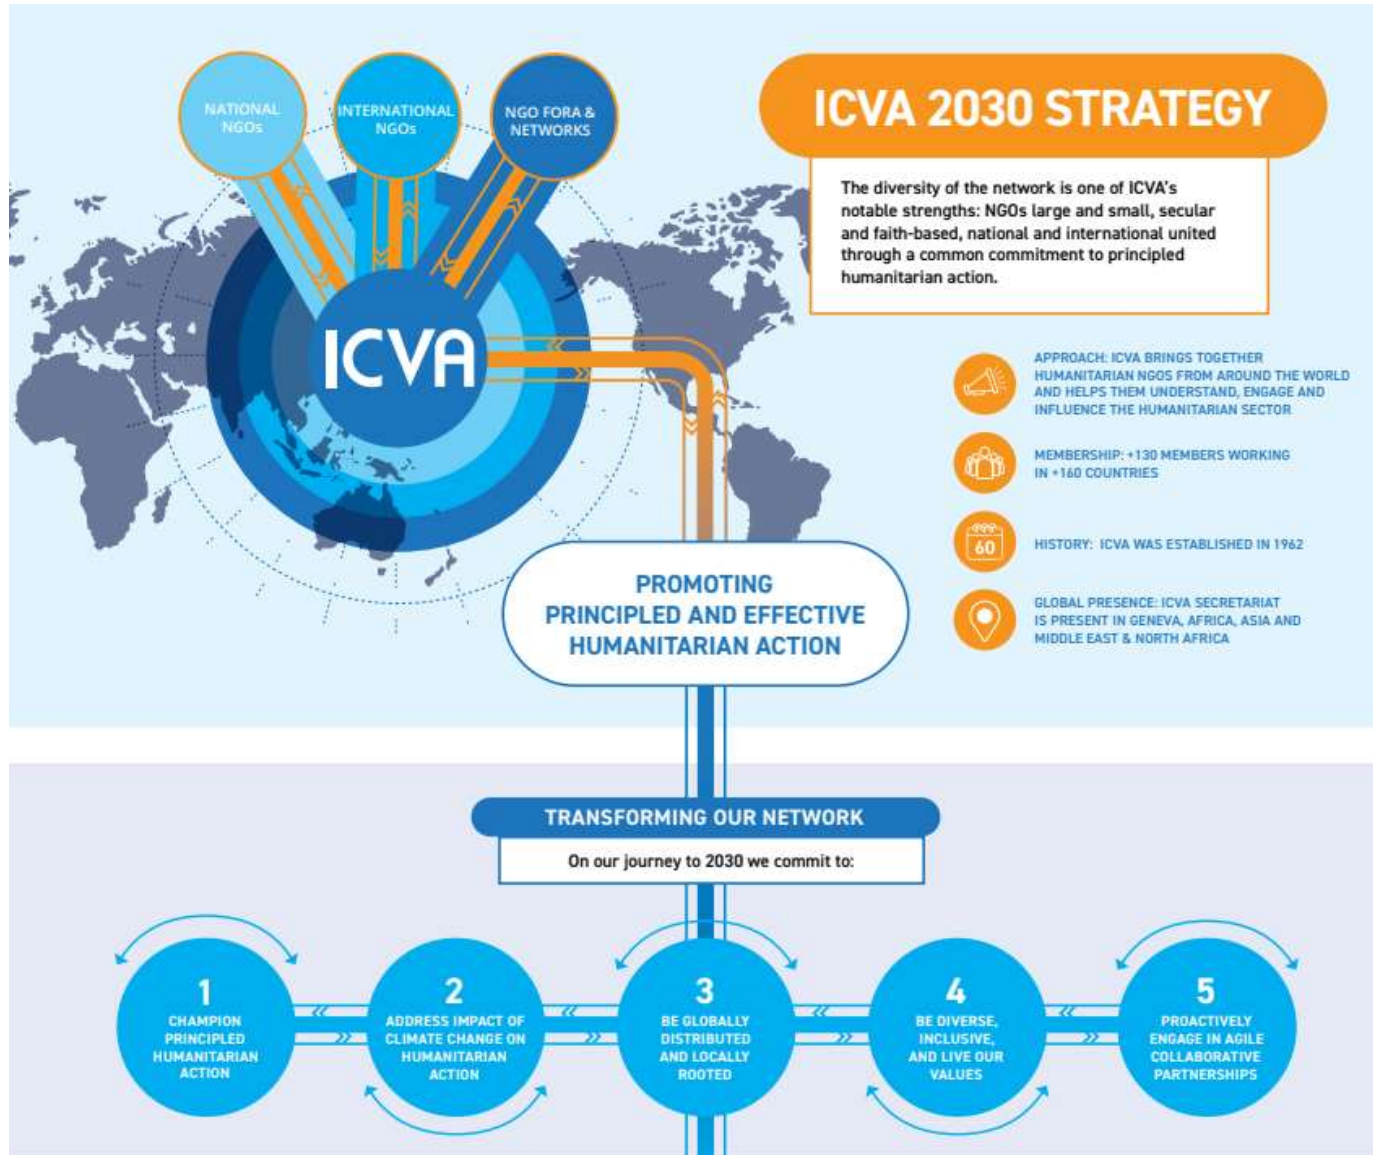 NATIONAL
NGOs
INTERNATIONAL
NGOs
NGO FORA &
NETWORKS
ICVA
ICVA 2030 STRATEGY
The diversity of the network is one of ICVA's
notable strengths: NGOs large and small, secular
and faith-based, national and international united
through a common commitment to principled
humanitarian action.
APPROACH: ICVA BRINGS TOGETHER
HUMANITARIAN NGOS FROM AROUND THE WORLD
AND HELPS THEM UNDERSTAND, ENGAGE AND
INFLUENCE THE HUMANITARIAN SECTOR
MEMBERSHIP: +130 MEMBERS WORKING
IN +160 COUNTRIES
60
HISTORY: ICVA WAS ESTABLISHED IN 1962
GLOBAL PRESENCE: ICVA SECRETARIAT
IS PRESENT IN GENEVA, AFRICA, ASIA AND
MIDDLE EAST & NORTH AFRICA
PROMOTING
PRINCIPLED AND EFFECTIVE
HUMANITARIAN ACTION
TRANSFORMING OUR NETWORK
On our journey to 2030 we commit to:
1
CHAMPION
PRINCIPLED
HUMANITARIAN
ACTION
2
ADDRESS IMPACT OF
CLIMATE CHANGE ON
HUMANITARIAN
ACTION
3
BE GLOBALLY
DISTRIBUTED
AND LOCALLY
ROOTED
4
BE DIVERSE,
INCLUSIVE,
AND LIVE OUR
VALUES
5
PROACTIVELY
ENGAGE IN AGILE
COLLABORATIVE
PARTNERSHIPS